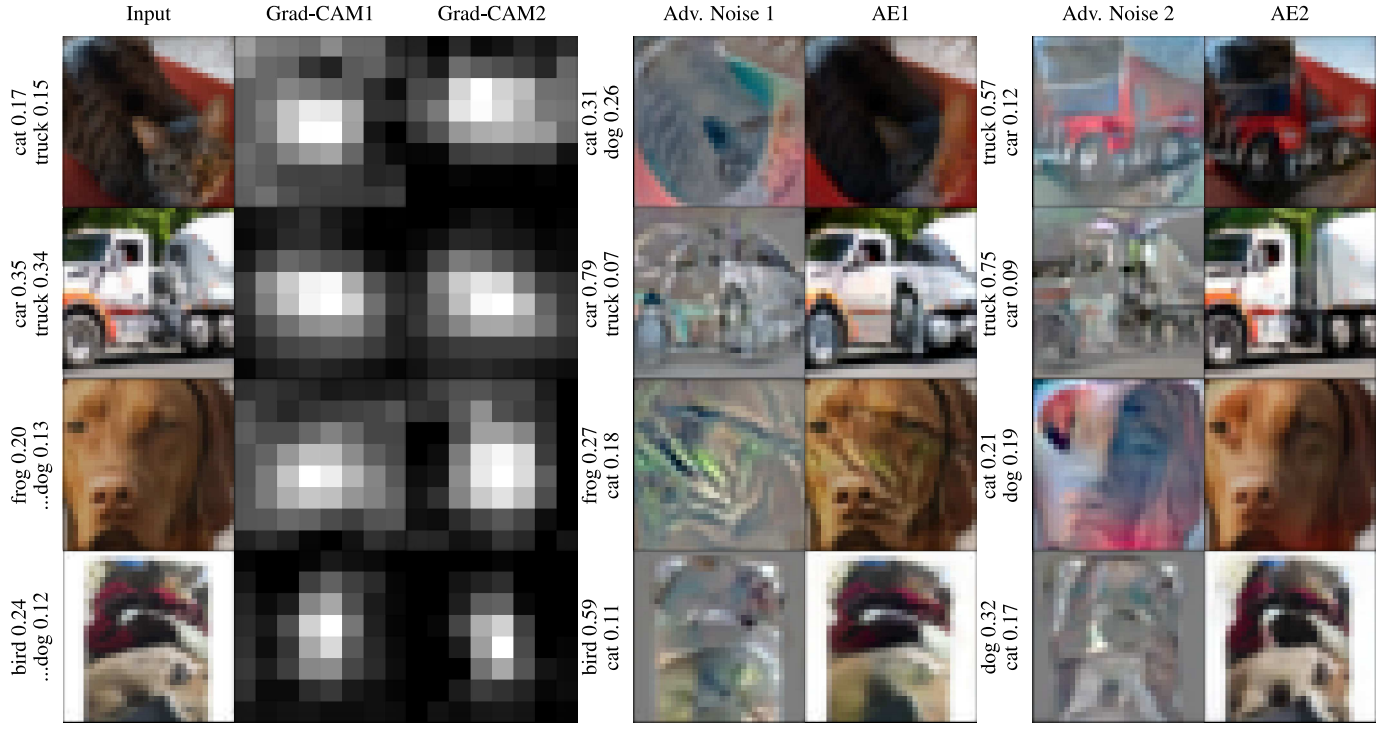 Input
Grad-CAM1
Grad-CAM2
Adv. Noise 1
AE1
Adv. Noise 2
AE2
cat 0.17
truck 0.15
cat 0.31
dog 0.26
truck 0.57
car 0.12
car 0.35
truck 0.34
car 0.79
truck 0.07
truck 0.75
car 0.09
frog 0.20
...dog 0.13
frog 0.27
cat 0.18
cat 0.21
dog 0.19
bird 0.24
...dog 0.12
bird 0.59
cat 0.11
dog 0.32
cat 0.17